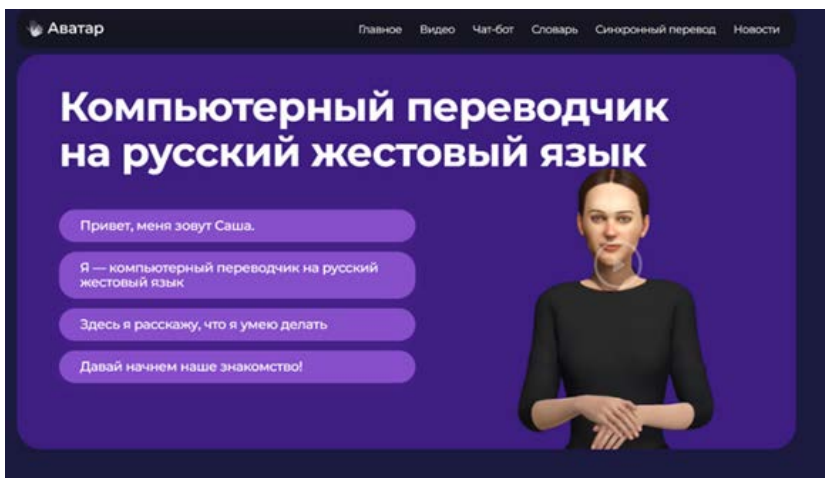 Аватар
Главное Видео Чат-бот Словарь Синхронный перевод Новости
Компьютерный переводчик
на русский жестовый язык
Привет, меня зовут Саша.
Я — компьютерный переводчик на русский
жестовый язык
Здесь я расскажу, что я умею делать
Давай начнем наше знакомство!